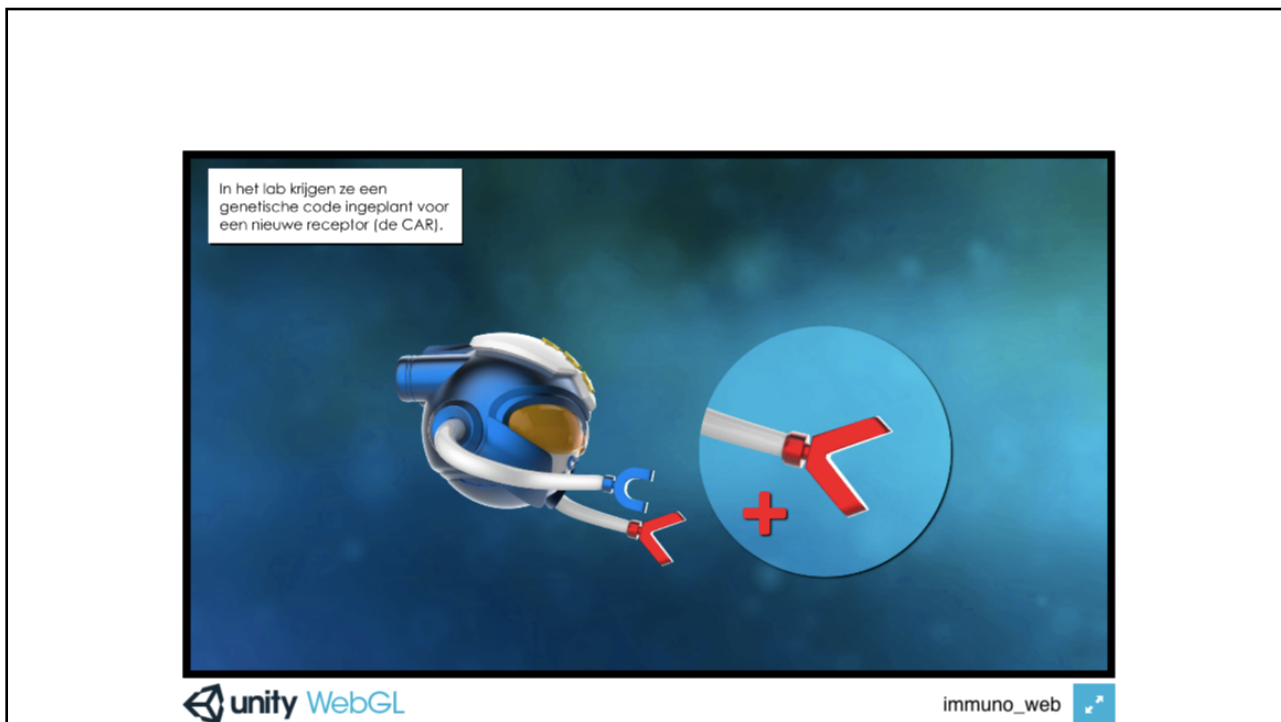 In het lab krijgen ze een
genetische code ingeplant voor
een nieuwe receptor (de CAR).
unity WebGL
immuno_web